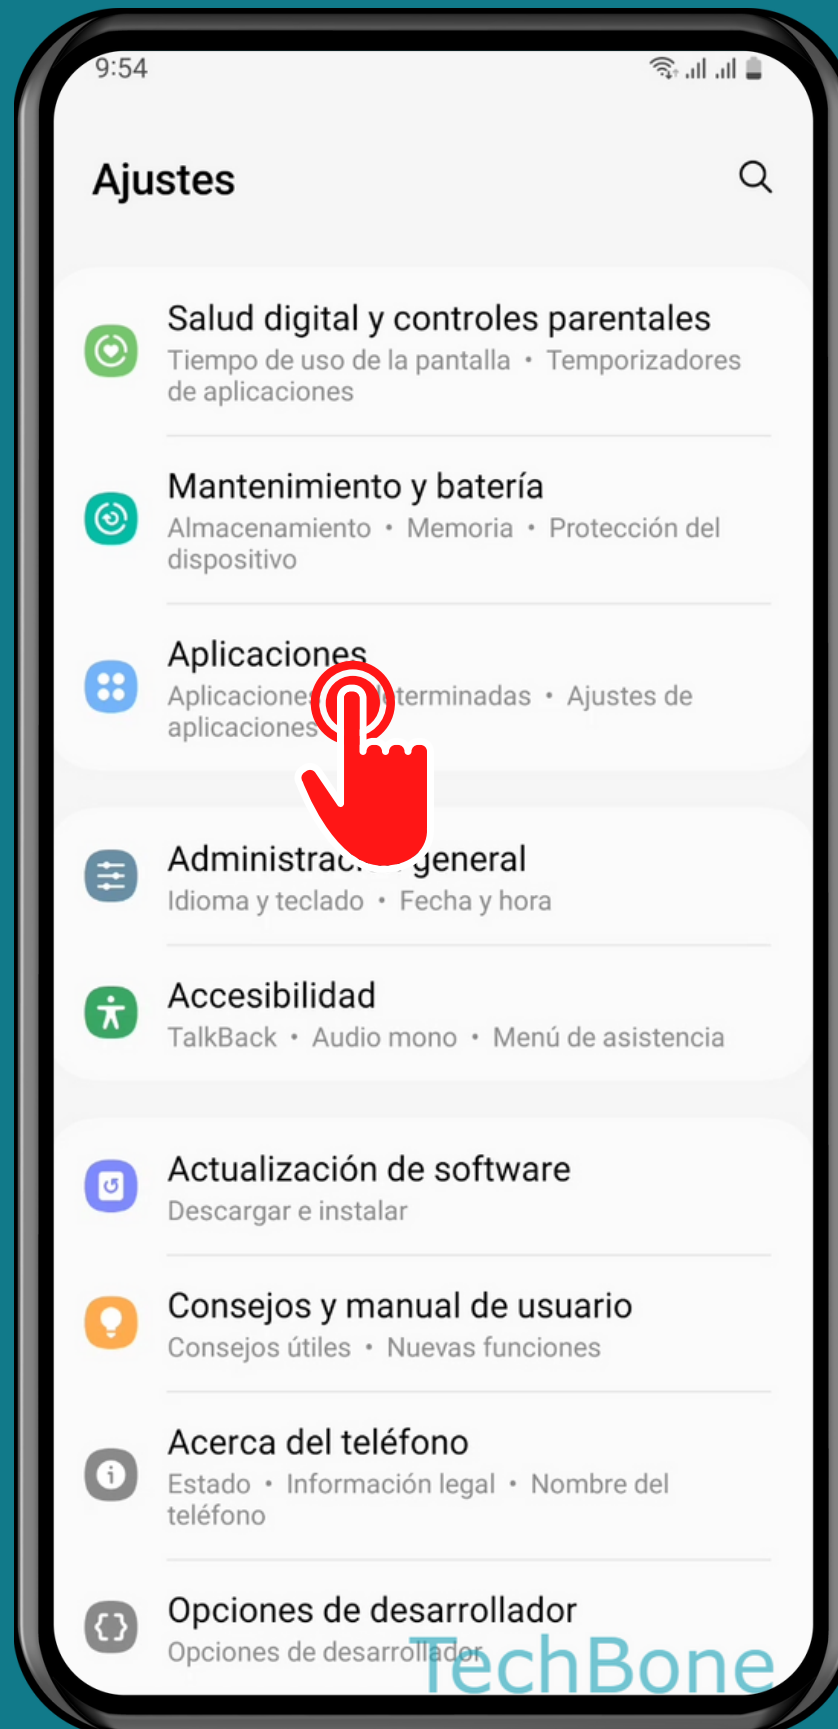 9:54
Ajustes
Salud digital y controles parentales
Tiempo de uso de la pantalla • Temporizadores
de aplicaciones
Mantenimiento y batería
Almacenamiento • Memoria • Protección del
dispositivo
Aplicaciones
Aplicaciones • Ajustes de
aplicaciones
general
Idioma y teclado • Fecha y hora
Accesibilidad
TalkBack • Audio mono • Menú de asistencia
Actualización de software
Descargar e instalar
Consejos y manual de usuario
Consejos útiles • Nuevas funciones
Acerca del teléfono
Estado • Información legal • Nombre del
teléfono
Opciones de desarrollador
Opciones de desarrollador
TechBone